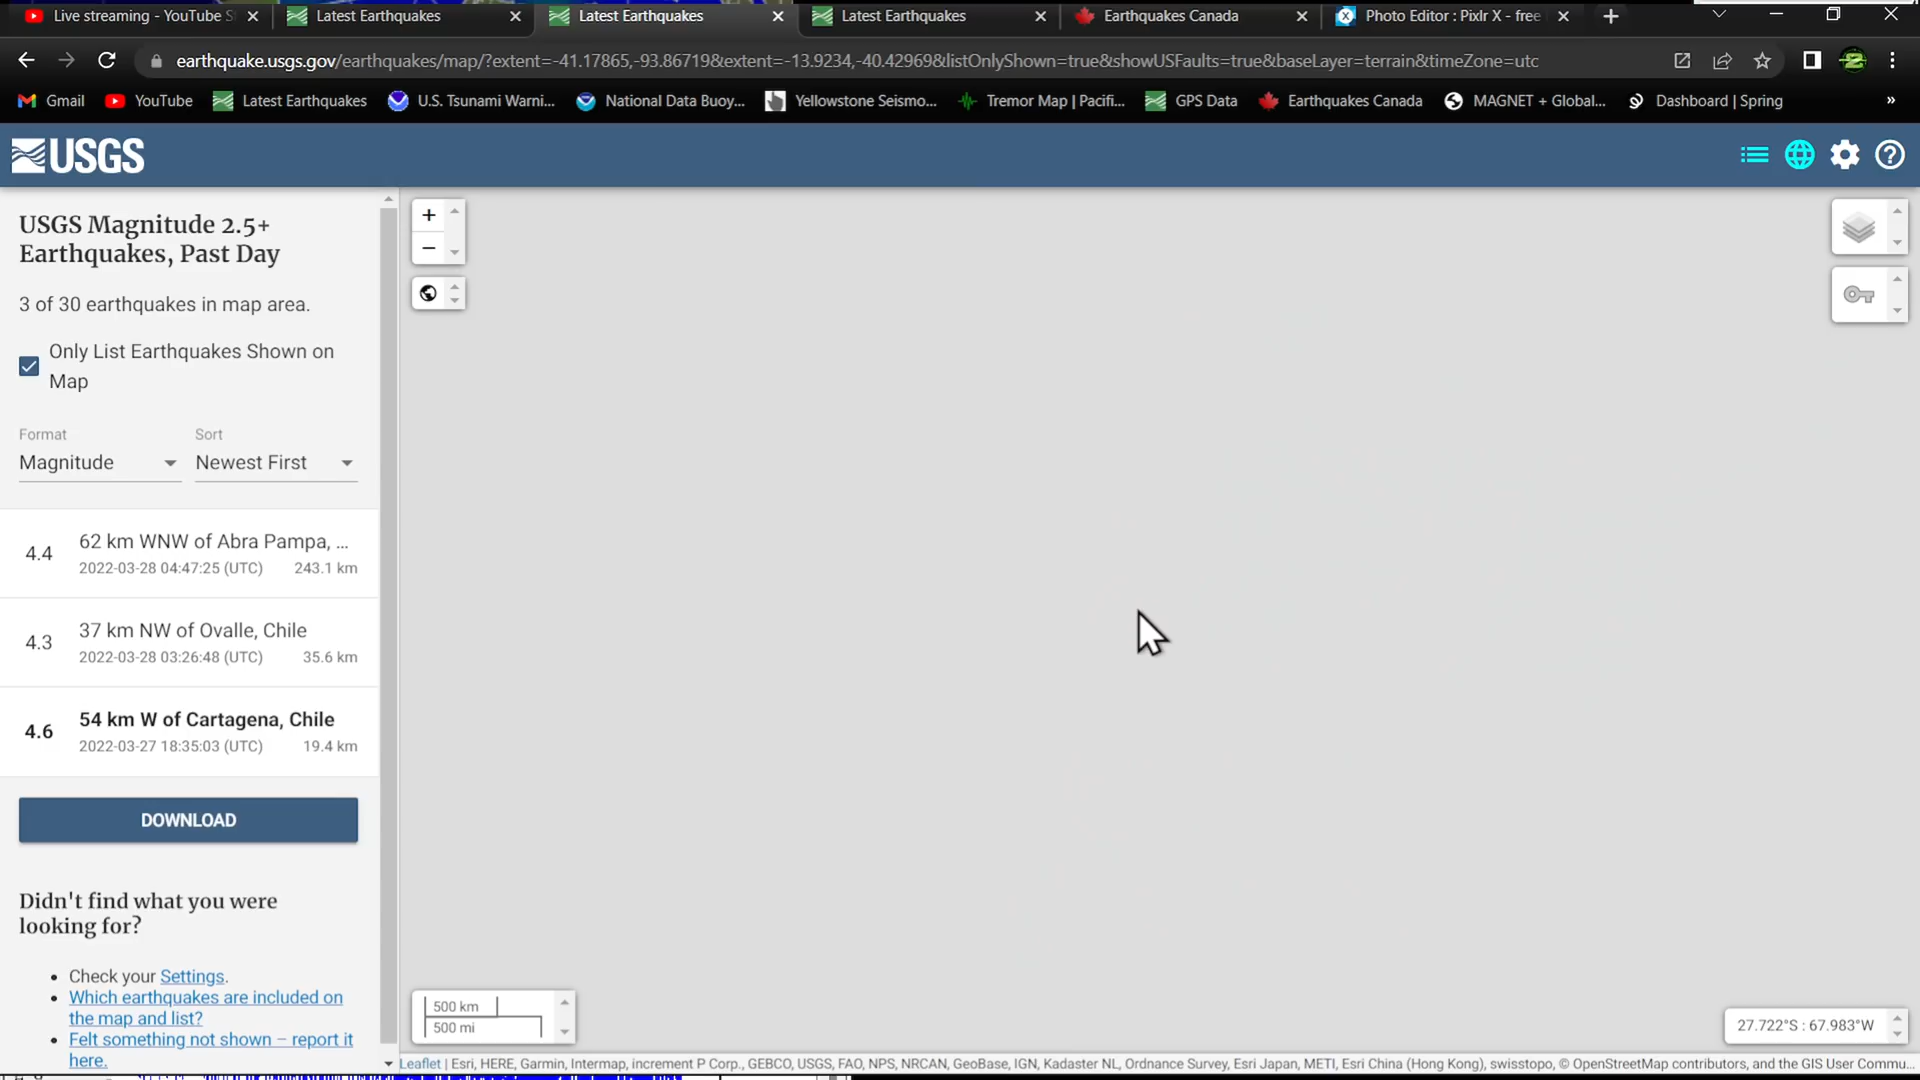 Live streaming - YouTube S
Latest Earthquakes
Latest Earthquakes
Latest Earthquakes
Earthquakes Canada
Photo Editor : Pixlr X - free
earthquake.usgs.gov/earthquakes/map/?extent=-41.17865,-93.86719&extent=-13.9234,-40.42969&listOnlyShown=true&showUSFaults=true&baseLayer=terrain&timeZone=utc
Gmail
YouTube
Latest Earthquakes
U.S. Tsunami Warni...
National Data Buoy...
Yellowstone Seismo...
Tremor Map | Pacifi...
GPS Data
Earthquakes Canada
MAGNET + Global...
Dashboard | Spring
»
USGS
USGS Magnitude 2.5+
Earthquakes, Past Day
3 of 30 earthquakes in map area.
Only List Earthquakes Shown on
Map
Format
Sort
Magnitude
Newest First
4.4
62 km WNW of Abra Pampa, ...
2022-03-28 04:47:25 (UTC)
243.1 km
4.3
37 km NW of Ovalle, Chile
2022-03-28 03:26:48 (UTC)
35.6 km
4.6
54 km W of Cartagena, Chile
2022-03-27 18:35:03 (UTC)
19.4 km
DOWNLOAD
Didn't find what you were
looking for?
• Check your Settings.
• Which earthquakes are included on
the map and list?
• Felt something not shown – report it
here.
+
−
500 km
500 mi
27.722°S : 67.983°W
Leaflet | Esri, HERE, Garmin, Intermap, increment P Corp., GEBCO, USGS, FAO, NPS, NRCAN, GeoBase, IGN, Kadaster NL, Ordnance Survey, Esri Japan, METI, Esri China (Hong Kong), swisstopo, © OpenStreetMap contributors, and the GIS User Commu...